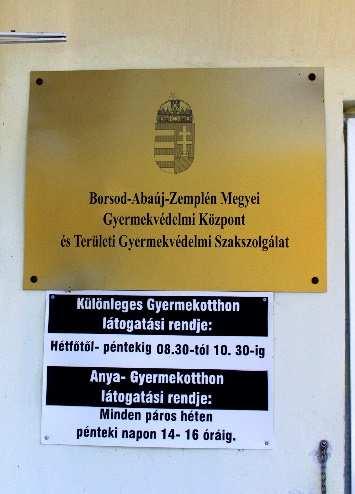 Borsod-Abaúj-Zemplén Megyei
Gyermekvédelmi Központ
és Területi Gyermekvédelmi Szakszolgálat
Különleges Gyermekotthon
látogatási rendje:
Hétfőtől- péntekig 08.30-tól 10. 30-ig
Anya- Gyermekotthon
látogatási rendje:
Minden páros héten
pénteki napon 14- 16 óráig.